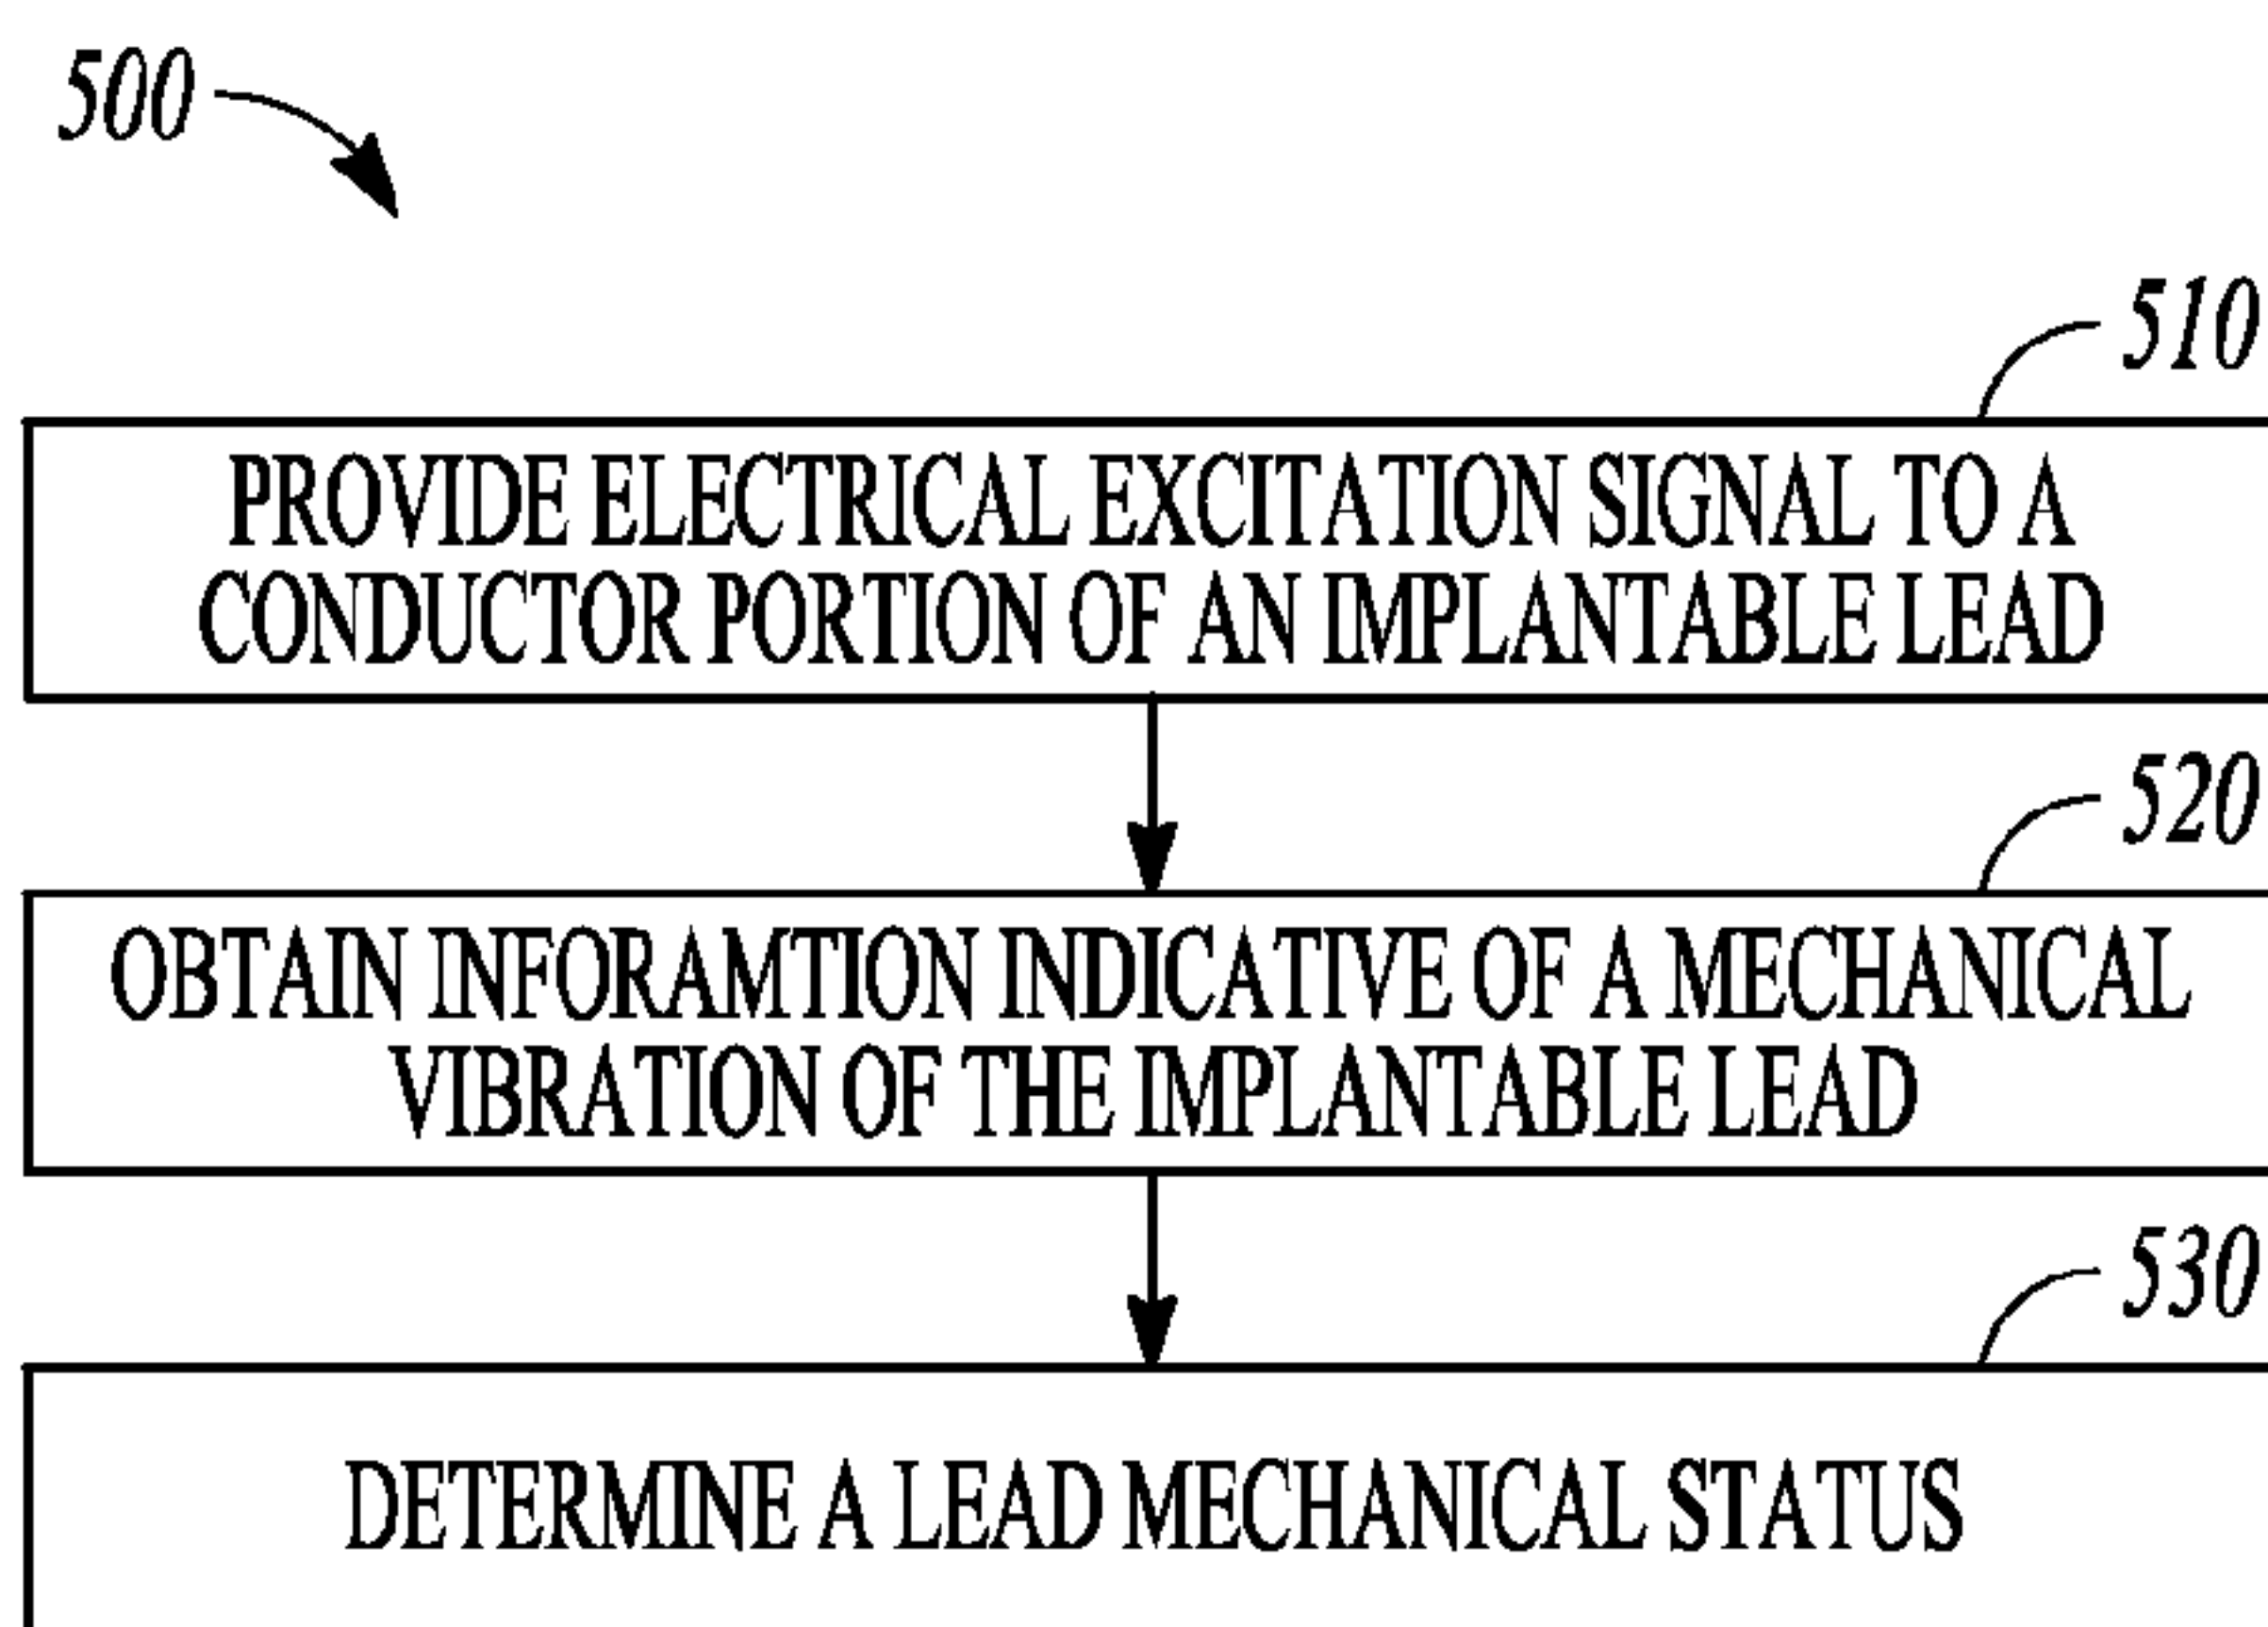 500
510
PROVIDE ELECTRICAL EXCITATION SIGNAL TO A
CONDUCTOR PORTION OF AN IMPLANTABLE LEAD
520
OBTAIN INFORAMTION INDICATIVE OF A MECHANICAL
VIBRATION OF THE IMPLANTABLE LEAD
530
DETERMINE A LEAD MECHANICAL STATUS